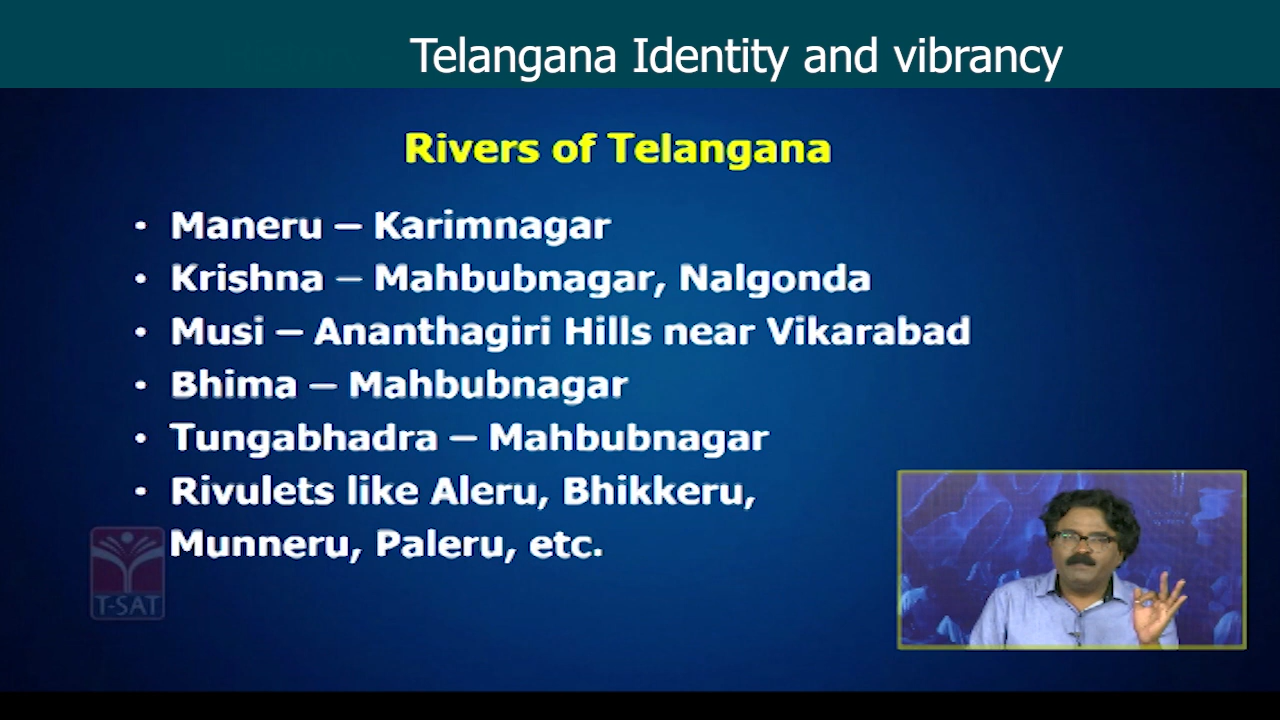 History Telangana Identity and vibrancy
Rivers of Telangana
• Maneru – Karimnagar
• Krishna – Mahbubnagar, Nalgonda
• Musi – Ananthagiri Hills near Vikarabad
• Bhima – Mahbubnagar
• Tungabhadra – Mahbubnagar
• Rivulets like Aleru, Bhikkeru,
Munneru, Paleru, etc.
T-SAT